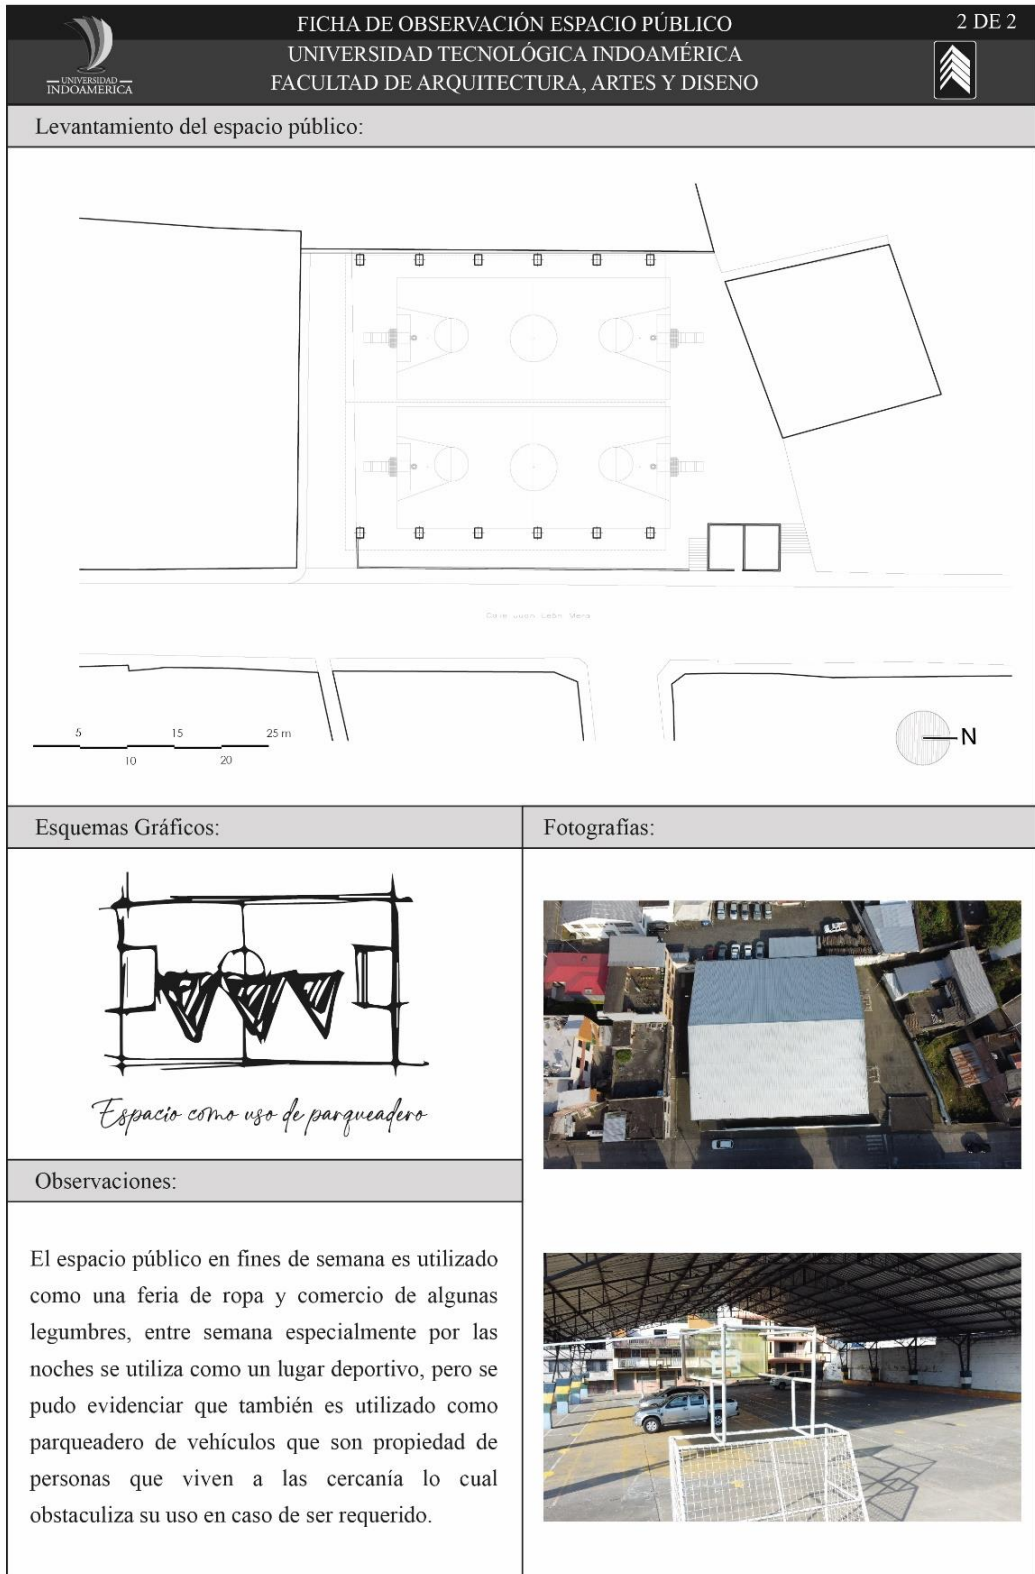 FICHA DE OBSERVACIÓN ESPACIO PÚBLICO
2 DE 2
UNIVERSIDAD TECNOLÓGICA INDOAMÉRICA
FACULTAD DE ARQUITECTURA, ARTES Y DISENO
UNIVERSIDAD
INDOAMÉRICA
Levantamiento del espacio público:
Calle Juan León Mera
5
15
25 m
10
20
N
Esquemas Gráficos:
Fotografías:
Espacio como uso de parqueadero
Observaciones:
El espacio público en fines de semana es utilizado
como una feria de ropa y comercio de algunas
legumbres, entre semana especialmente por las
noches se utiliza como un lugar deportivo, pero se
pudo evidenciar que también es utilizado como
parqueadero de vehículos que son propiedad de
personas que viven a las cercanía lo cual
obstaculiza su uso en caso de ser requerido.